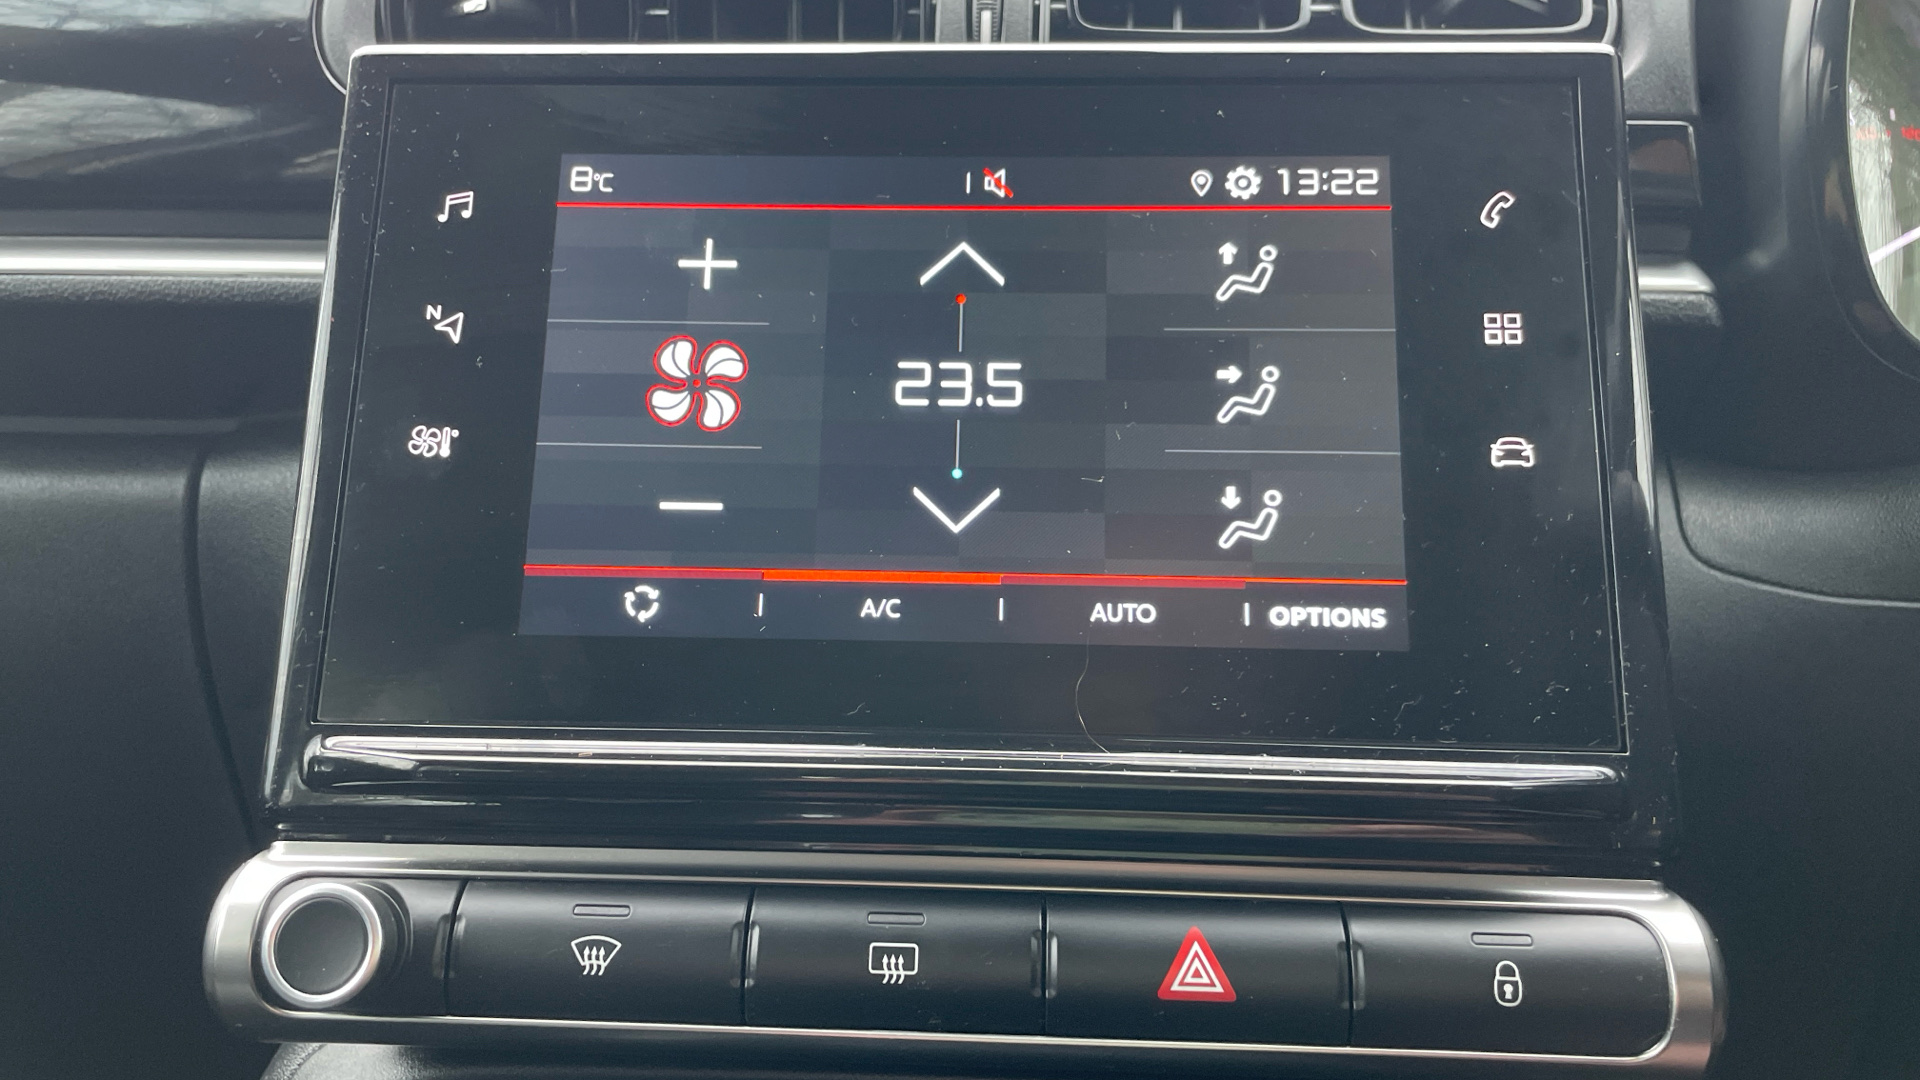 8°C 13:22
N
23.5
A/C AUTO OPTIONS